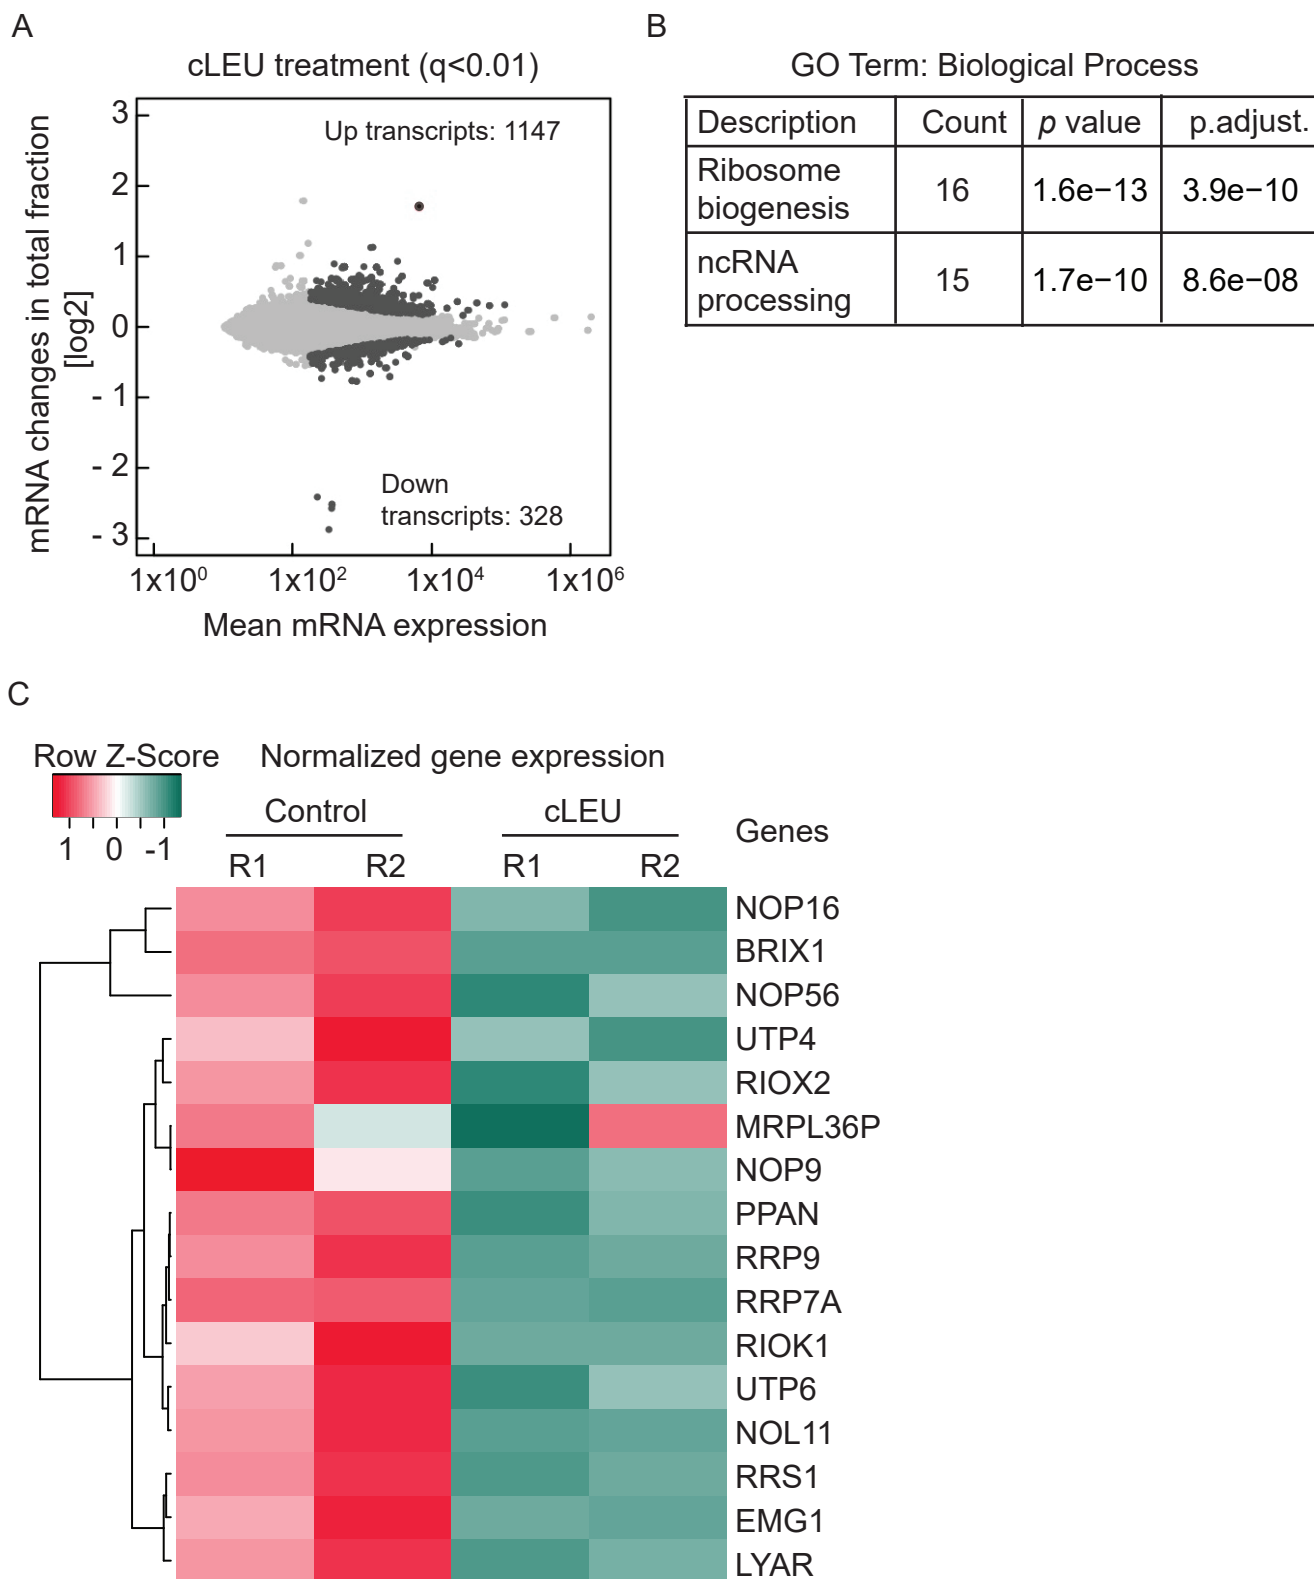 A
cLEU treatment (q<0.01)
mRNA changes in total fraction
[log2]
3
2
1
0
- 1
- 2
- 3
Up transcripts: 1147
Down
transcripts: 328
1x10⁰ 1x10² 1x10⁴ 1x10⁶
Mean mRNA expression
B
GO Term: Biological Process
Description Count p value p.adjust.
Ribosome
biogenesis 16 1.6e−13 3.9e−10
ncRNA
processing 15 1.7e−10 8.6e−08
C
Row Z-Score
1 0 -1
Normalized gene expression
Control cLEU
R1 R2 R1 R2
Genes
NOP16
BRIX1
NOP56
UTP4
RIOX2
MRPL36P
NOP9
PPAN
RRP9
RRP7A
RIOK1
UTP6
NOL11
RRS1
EMG1
LYAR